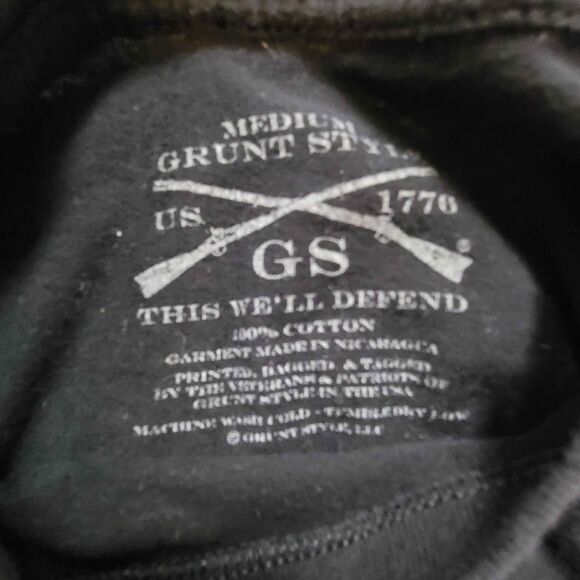 MEDIUM
GRUNT STYLE
US 1776
GS ®
THIS WE'LL DEFEND
100% COTTON
GARMENT MADE IN NICARAGUA
PRINTED, BAGGED, & TAGGED
BY THE VETERANS & PATRIOTS OF
GRUNT STYLE IN THE USA
MACHINE WASH COLD · TUMBLE DRY LOW
© GRUNT STYLE, LLC